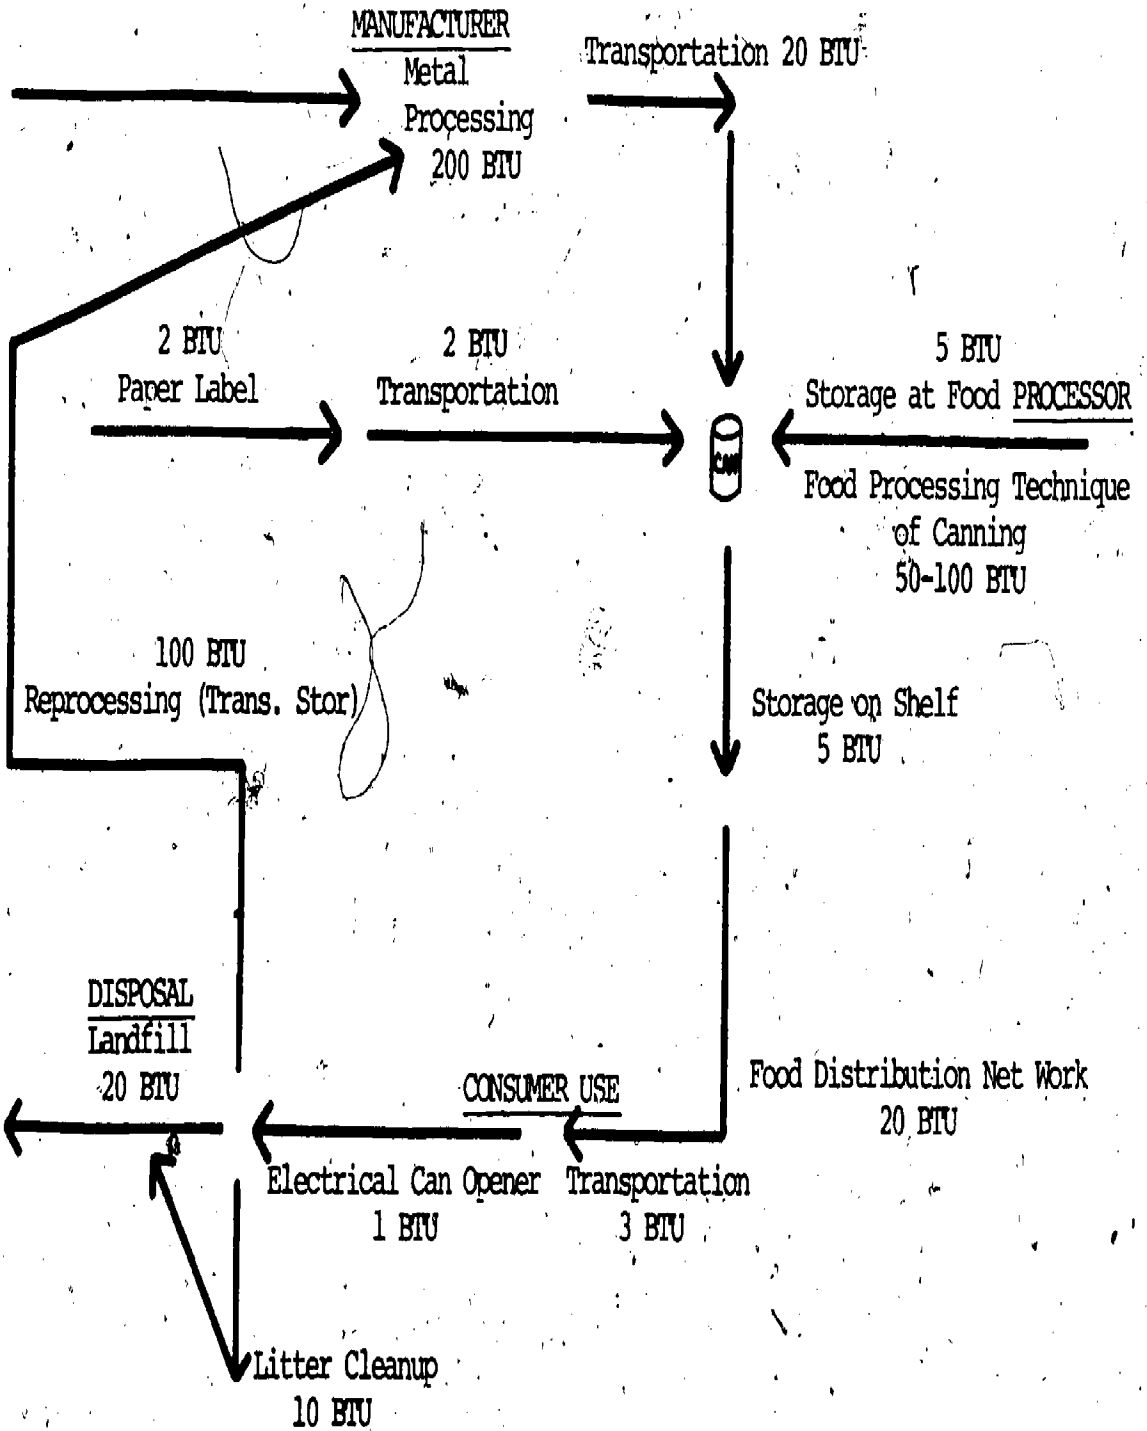 MANUFACTURER
Metal
Processing
200 BTU
Transportation 20 BTU
2 BTU
Paper Label
2 BTU
Transportation
5 BTU
Storage at Food PROCESSOR
CAN
Food Processing Technique
of Canning
50-100 BTU
100 BTU
Reprocessing (Trans. Stor)
Storage on Shelf
5 BTU
DISPOSAL
Landfill
20 BTU
CONSUMER USE
Food Distribution Net Work
20 BTU
Electrical Can Opener
1 BTU
Transportation
3 BTU
Litter Cleanup
10 BTU